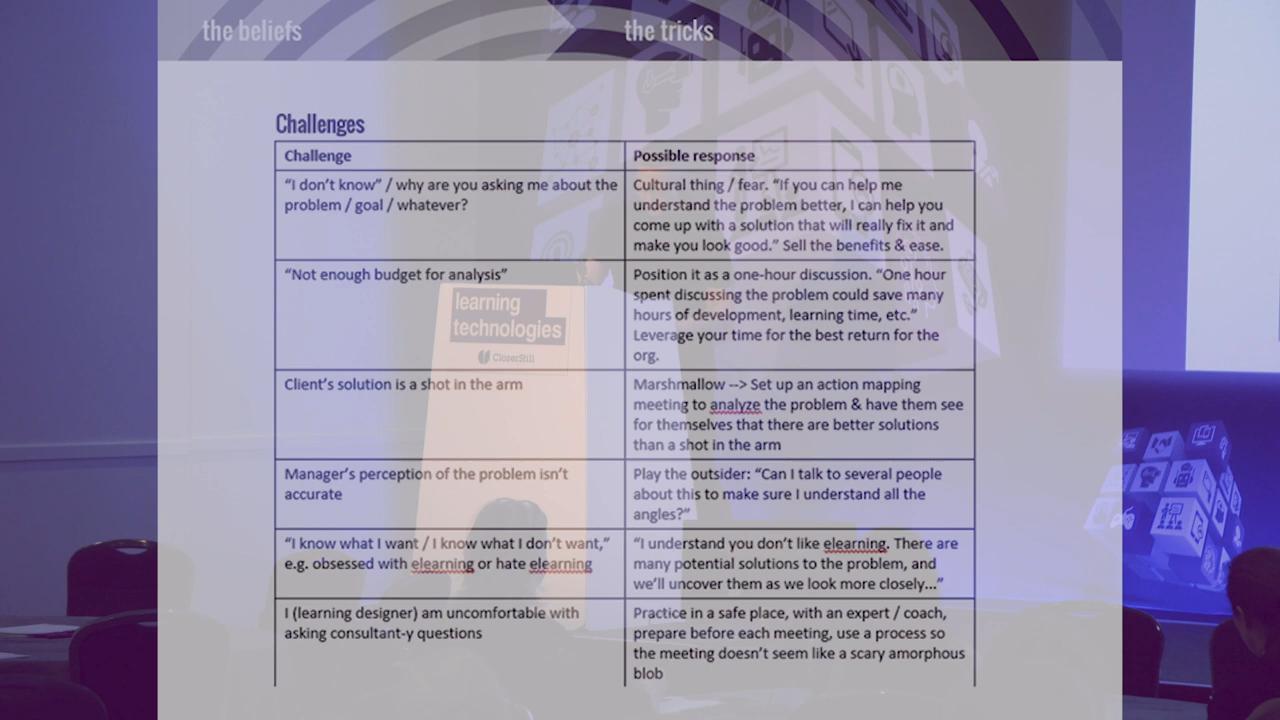 the beliefs
the tricks
Challenges
Challenge
Possible response
“I don’t know” / why are you asking me about the
problem / goal / whatever?
Cultural thing / fear. “If you can help me
understand the problem better, I can help you
come up with a solution that will really fix it and
make you look good.” Sell the benefits & ease.
“Not enough budget for analysis”
Position it as a one-hour discussion. “One hour
spent discussing the problem could save many
hours of development, learning time, etc.”
Leverage your time for the best return for the
org.
Client’s solution is a shot in the arm
Marshmallow --> Set up an action mapping
meeting to analyze the problem & have them see
for themselves that there are better solutions
than a shot in the arm
Manager’s perception of the problem isn’t
accurate
Play the outsider: “Can I talk to several people
about this to make sure I understand all the
angles?”
“I know what I want / I know what I don’t want,”
e.g. obsessed with elearning or hate elearning
“I understand you don’t like elearning. There are
many potential solutions to the problem, and
we’ll uncover them as we look more closely...”
I (learning designer) am uncomfortable with
asking consultant-y questions
Practice in a safe place, with an expert / coach,
prepare before each meeting, use a process so
the meeting doesn’t seem like a scary amorphous
blob
learning
technologies
CloserStill